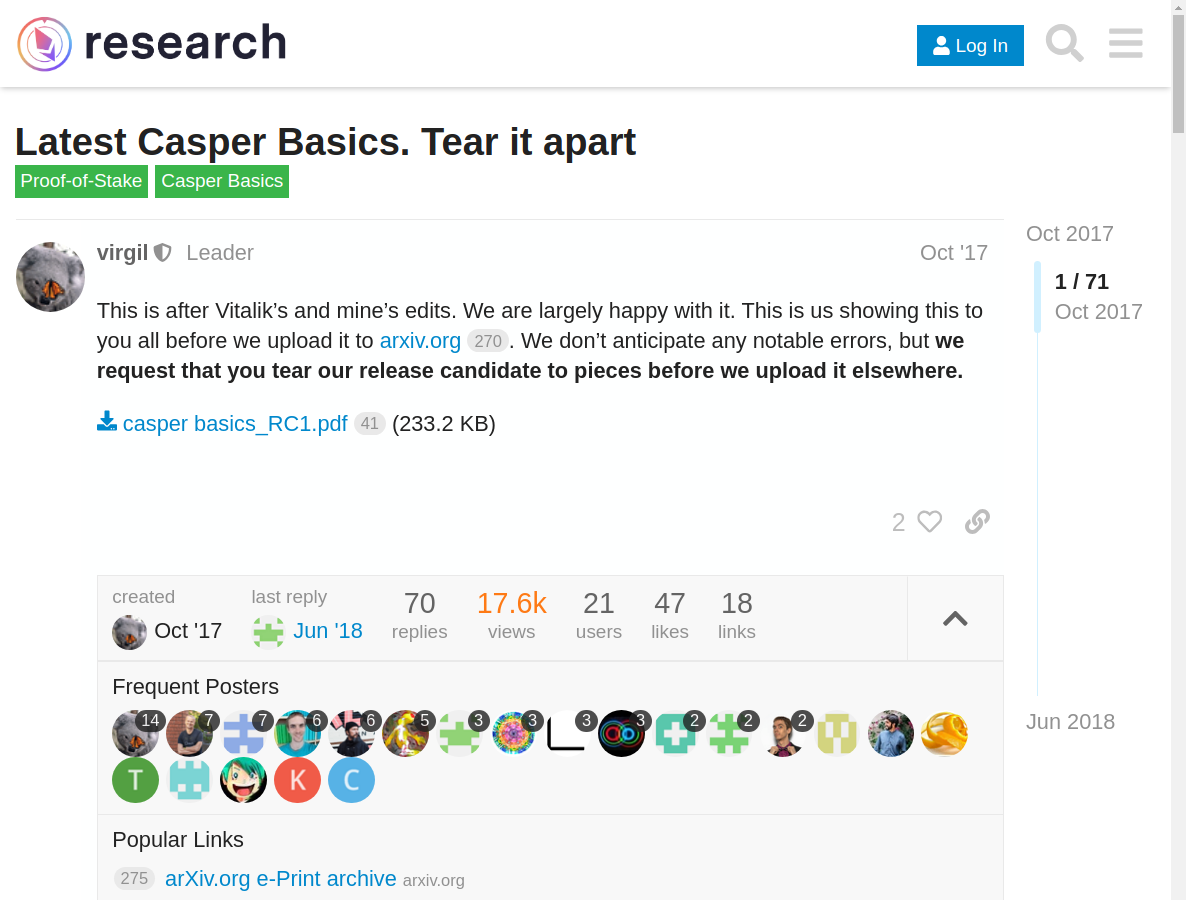 research
Log In
Latest Casper Basics. Tear it apart
Proof-of-Stake Casper Basics
virgil Leader Oct '17
This is after Vitalik’s and mine’s edits. We are largely happy with it. This is us showing this to
you all before we upload it to arxiv.org 270. We don’t anticipate any notable errors, but we
request that you tear our release candidate to pieces before we upload it elsewhere.
casper basics_RC1.pdf 41 (233.2 KB)
2
Oct 2017
1 / 71
Oct 2017
Jun 2018
created
Oct '17
last reply
Jun '18
70
replies
17.6k
views
21
users
47
likes
18
links
Frequent Posters
14 7 7 6 6 5 3 3 3 3 2 2 2
T K C
Popular Links
275 arXiv.org e-Print archive arxiv.org